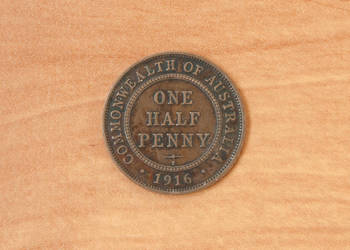 COMMONWEALTH OF AUSTRALIA
ONE
HALF
PENNY
1916